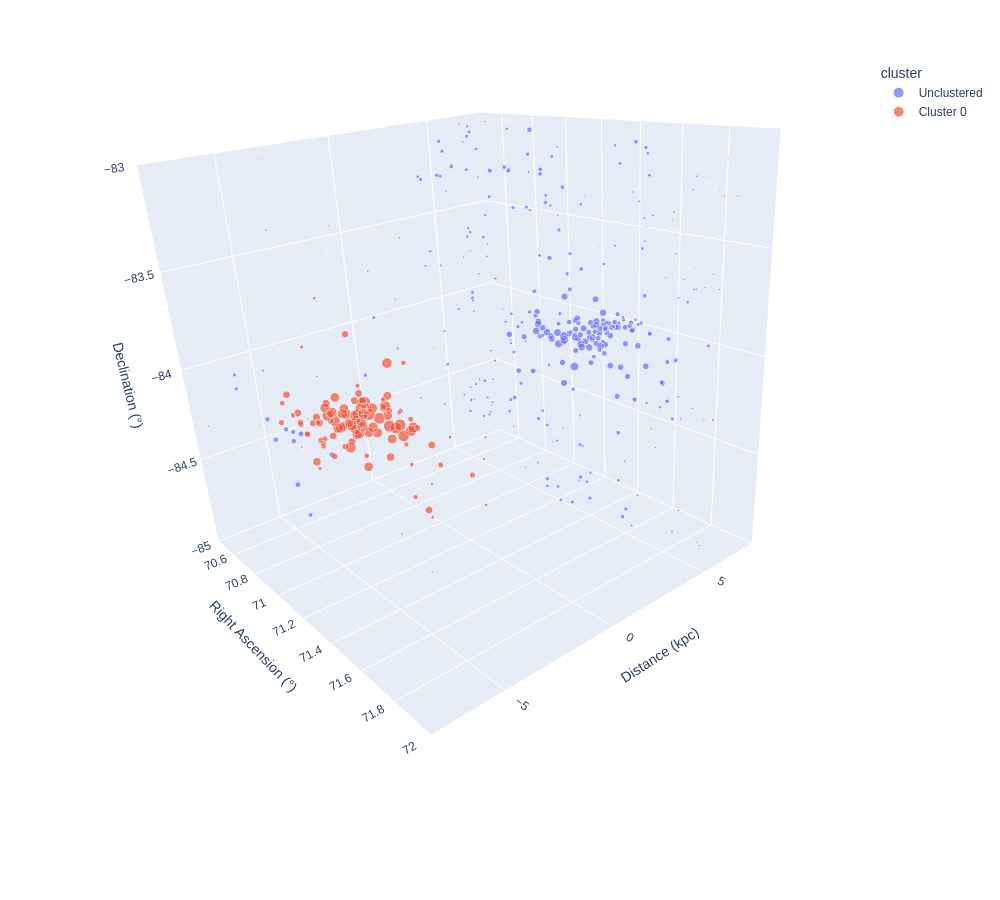 cluster
Unclustered
Cluster 0
−83
−83.5
−84
−84.5
−85
Declination (°)
70.6
70.8
71
71.2
71.4
71.6
71.8
72
Right Ascension (°)
5
0
−5
Distance (kpc)